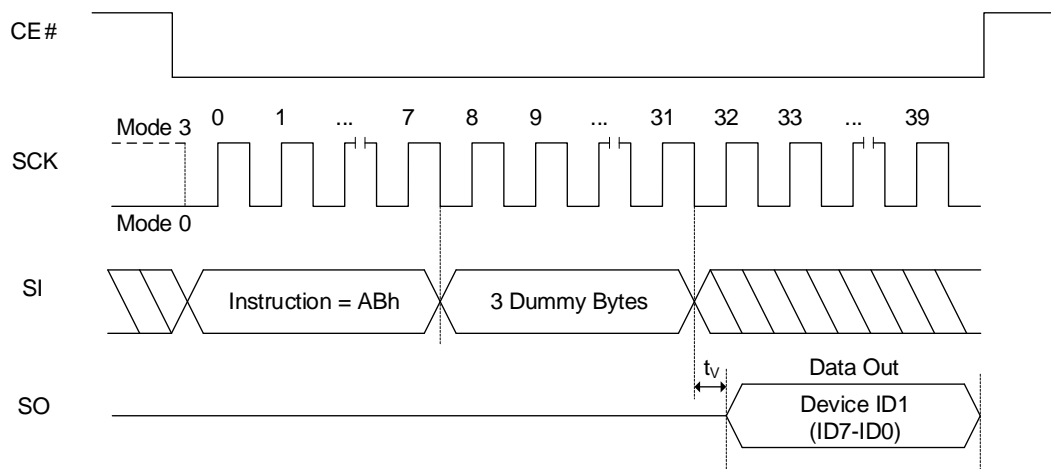 CE#
0 1 ... 7 8 9 ... 31 32 33 ... 39
Mode 3
SCK
Mode 0
SI
Instruction = ABh
3 Dummy Bytes
tV
Data Out
SO
Device ID1
(ID7-ID0)